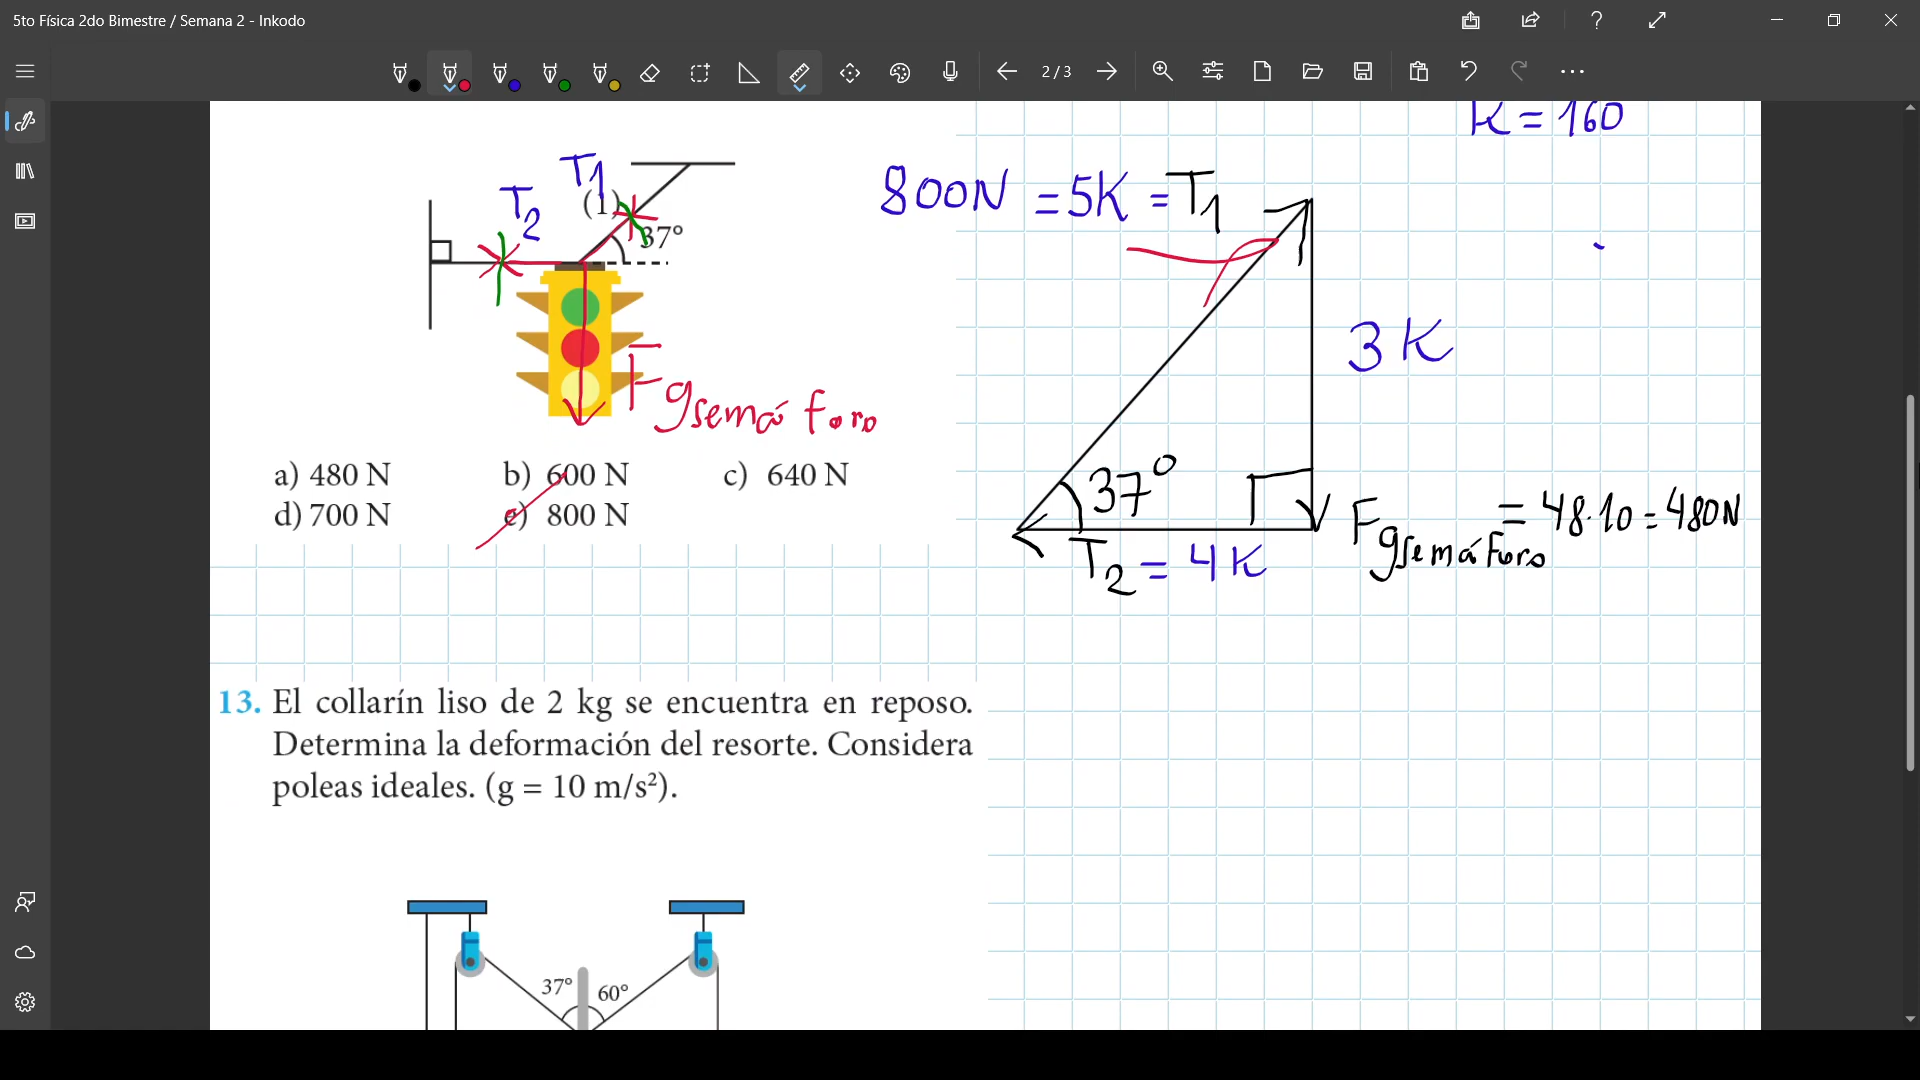 5to Física 2do Bimestre / Semana 2 - Inkodo
2/3
K = 160
T1
T2
(1)
37°
800N = 5K = T1
3K
Fg semáforo
37°
a) 480 N
b) 600 N
c) 640 N
d) 700 N
e) 800 N
Fg semáforo = 48·10 = 480N
T2 = 4K
13. El collarín liso de 2 kg se encuentra en reposo.
Determina la deformación del resorte. Considera
poleas ideales. (g = 10 m/s²).
37°
60°